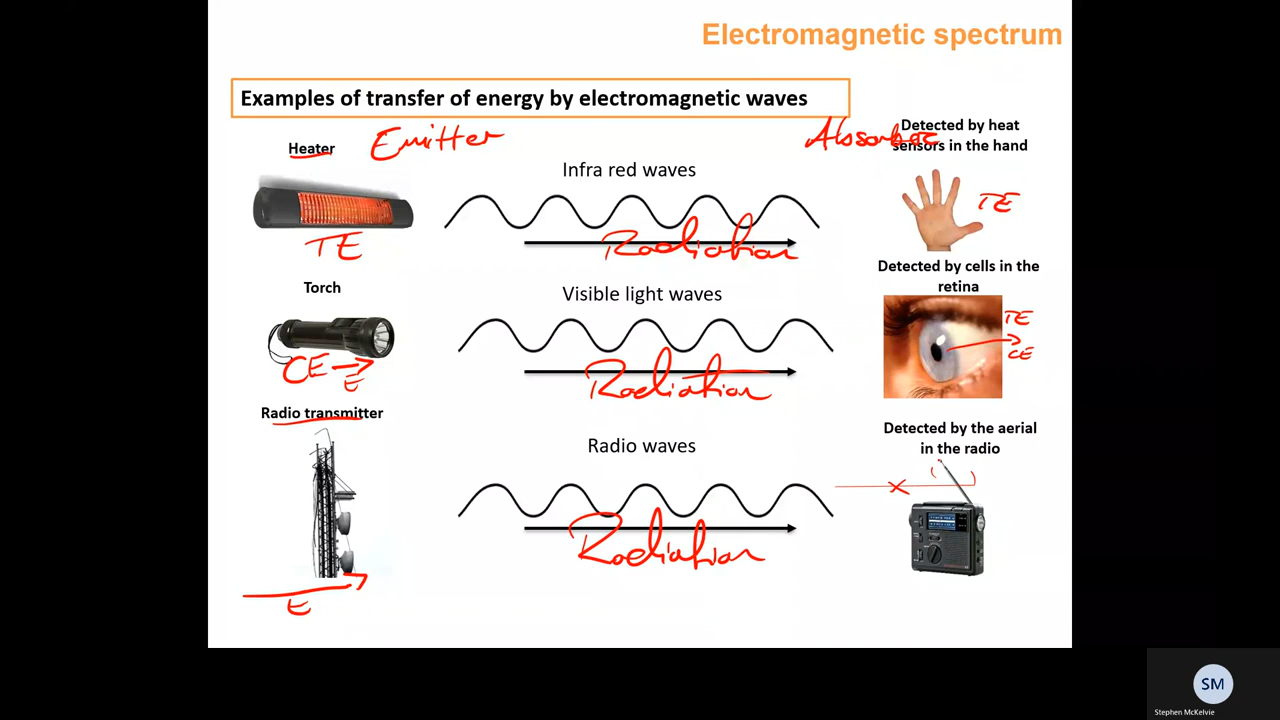 Electromagnetic spectrum
Examples of transfer of energy by electromagnetic waves
Heater
Emitter
Absorber
Detected by heat
sensors in the hand
Infra red waves
TE
Radiation
TE
Torch
Visible light waves
Detected by cells in the
retina
CE → E
Radiation
TE
CE
Radio transmitter
Radio waves
Detected by the aerial
in the radio
Radiation
E
SM
Stephen McKelvie